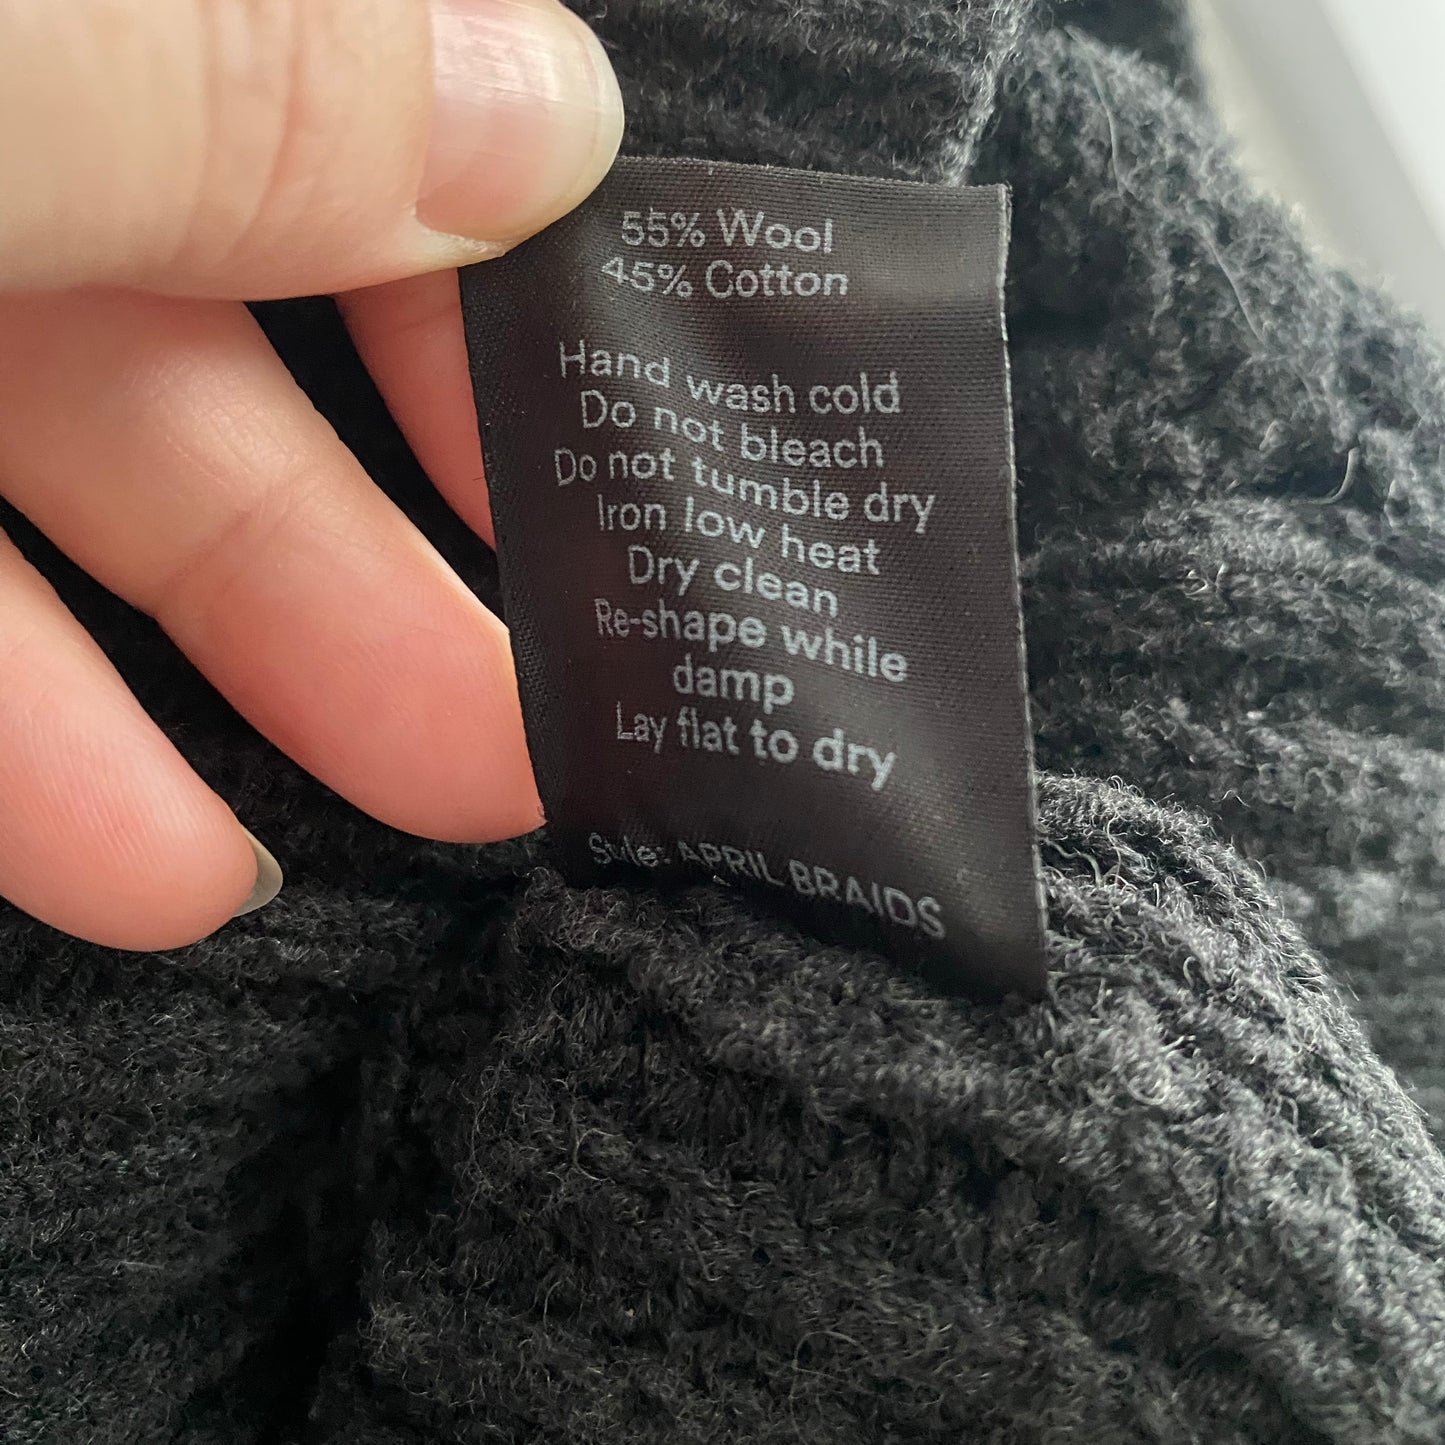 55% Wool
45% Cotton
Hand wash cold
Do not bleach
Do not tumble dry
Iron low heat
Dry clean
Re-shape while
damp
Lay flat to dry
Style: APRIL BRAIDS